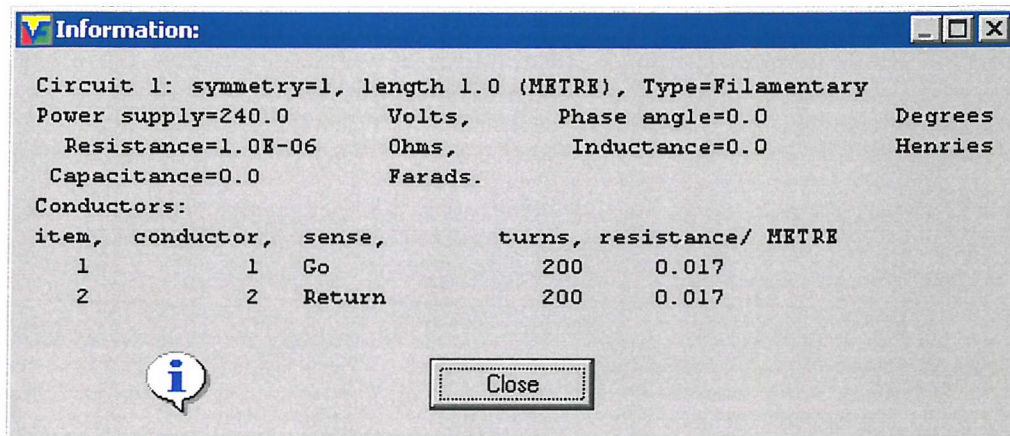 Information:
Circuit 1: symmetry=1, length 1.0 (METRE), Type=Filamentary
Power supply=240.0 Volts, Phase angle=0.0 Degrees
Resistance=1.0E-06 Ohms, Inductance=0.0 Henries
Capacitance=0.0 Farads.
Conductors:
item, conductor, sense, turns, resistance/ METRE
1 1 Go 200 0.017
2 2 Return 200 0.017
Close